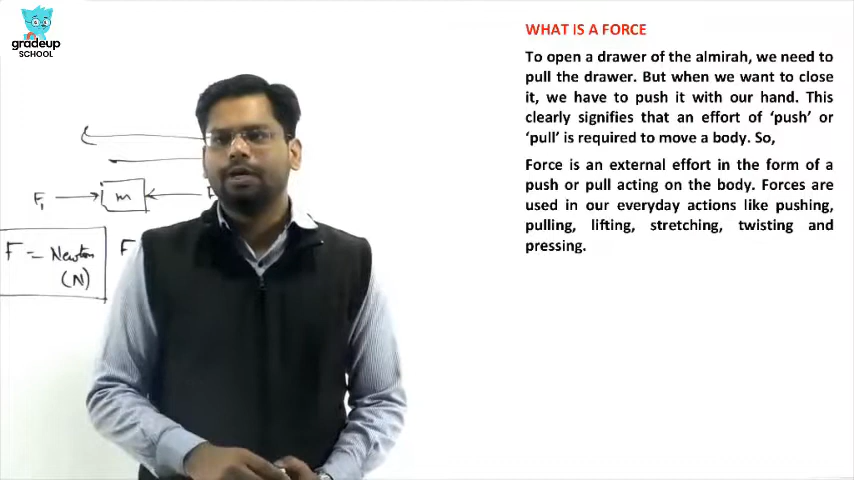 gradeup
SCHOOL
WHAT IS A FORCE
To open a drawer of the almirah, we need to
pull the drawer. But when we want to close
it, we have to push it with our hand. This
clearly signifies that an effort of ‘push’ or
‘pull’ is required to move a body. So,
Force is an external effort in the form of a
push or pull acting on the body. Forces are
used in our everyday actions like pushing,
pulling, lifting, stretching, twisting and
pressing.
F₁ m F
F = Newton F
(N)